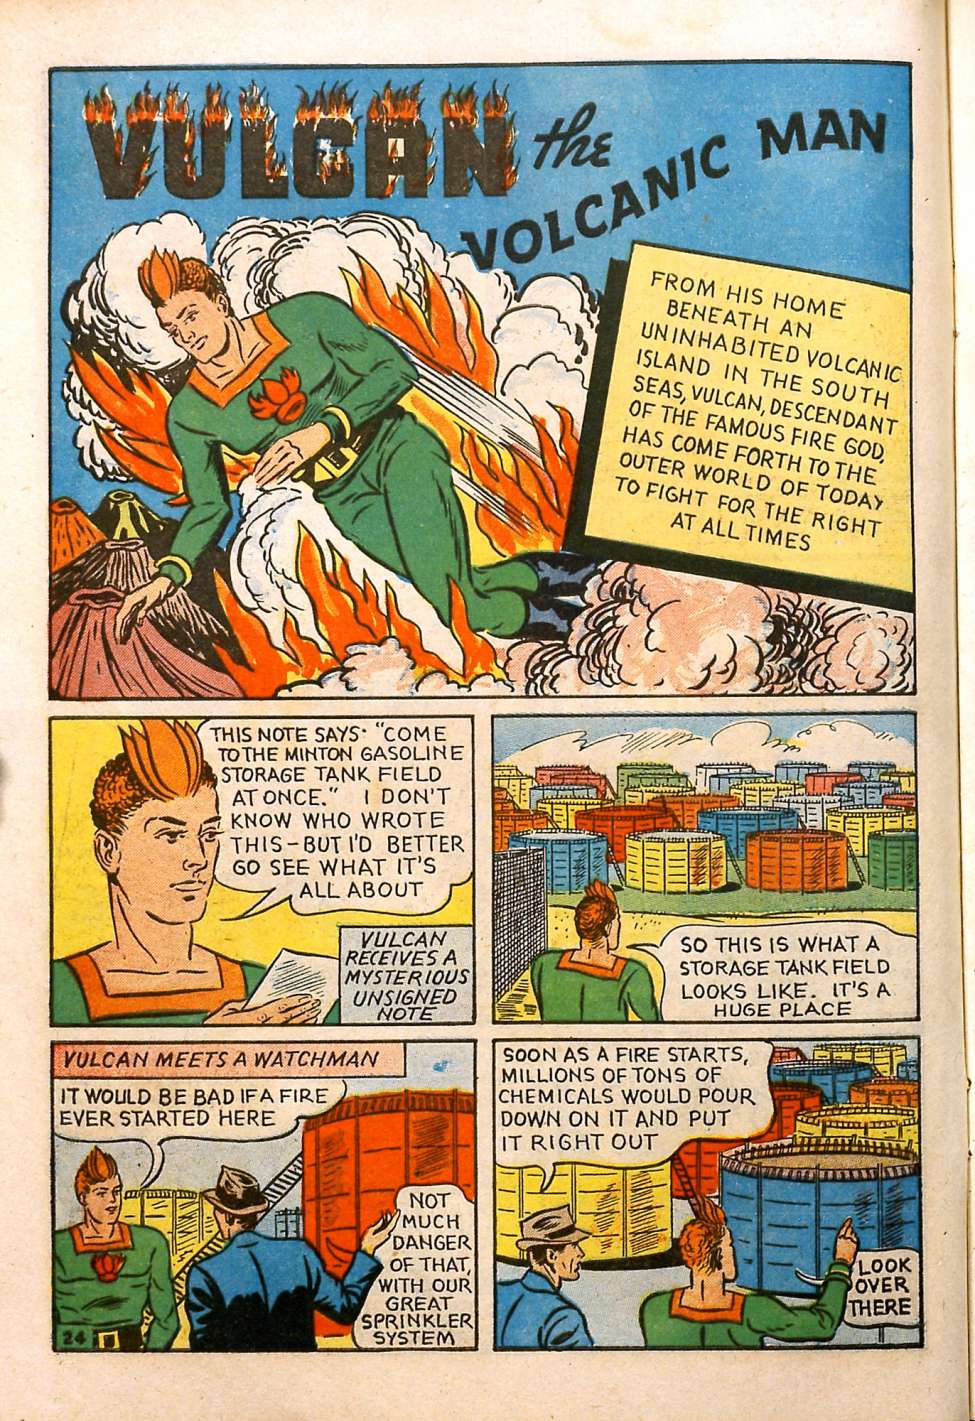 VULCAN the
VOLCANIC MAN
FROM HIS HOME
BENEATH AN
UNINHABITED VOLCANIC
ISLAND IN THE SOUTH
SEAS, VULCAN, DESCENDANT
OF THE FAMOUS FIRE GOD,
HAS COME FORTH TO THE
OUTER WORLD OF TODAY
TO FIGHT FOR THE RIGHT
AT ALL TIMES
THIS NOTE SAYS- "COME
TO THE MINTON GASOLINE
STORAGE TANK FIELD
AT ONCE." I DON'T
KNOW WHO WROTE
THIS-BUT I'D BETTER
GO SEE WHAT IT'S
ALL ABOUT
VULCAN
RECEIVES A
MYSTERIOUS
UNSIGNED
NOTE
SO THIS IS WHAT A
STORAGE TANK FIELD
LOOKS LIKE. IT'S A
HUGE PLACE
VULCAN MEETS A WATCHMAN
IT WOULD BE BAD IF A FIRE
EVER STARTED HERE
NOT
MUCH
DANGER
OF THAT,
WITH OUR
GREAT
SPRINKLER
SYSTEM
24
SOON AS A FIRE STARTS,
MILLIONS OF TONS OF
CHEMICALS WOULD POUR
DOWN ON IT AND PUT
IT RIGHT OUT
LOOK
OVER
THERE